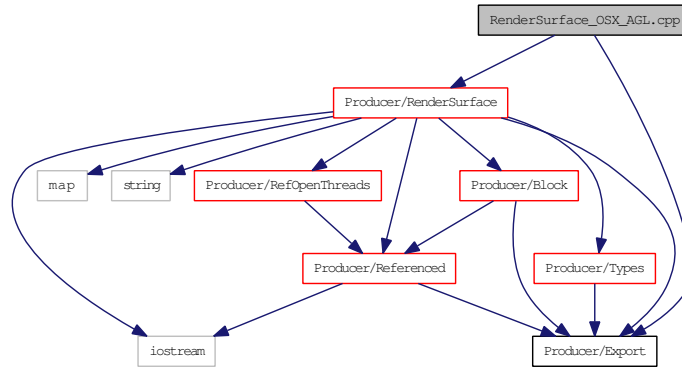 RenderSurface_OSX_AGL.cpp
Producer/RenderSurface
map
string
Producer/RefOpenThreads
Producer/Block
Producer/Referenced
Producer/Types
iostream
Producer/Export